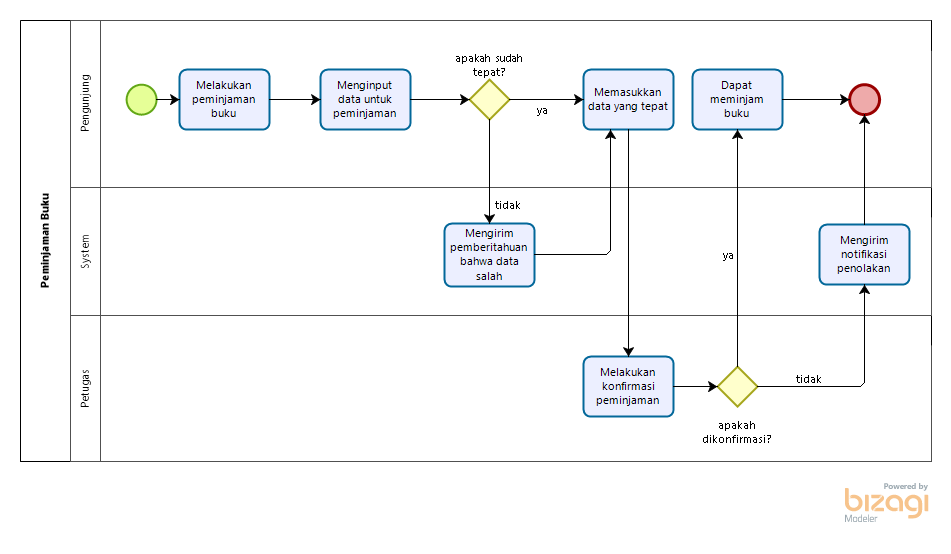 Peminjaman Buku
Pengunjung
Melakukan
peminjaman
buku
Menginput
data untuk
peminjaman
apakah sudah
tepat?
ya
tidak
Memasukkan
data yang tepat
Dapat
meminjam
buku
System
Mengirim
pemberitahuan
bahwa data
salah
ya
Mengirim
notifikasi
penolakan
Petugas
Melakukan
konfirmasi
peminjaman
apakah
dikonfirmasi?
tidak
Powered by
bizagi
Modeler